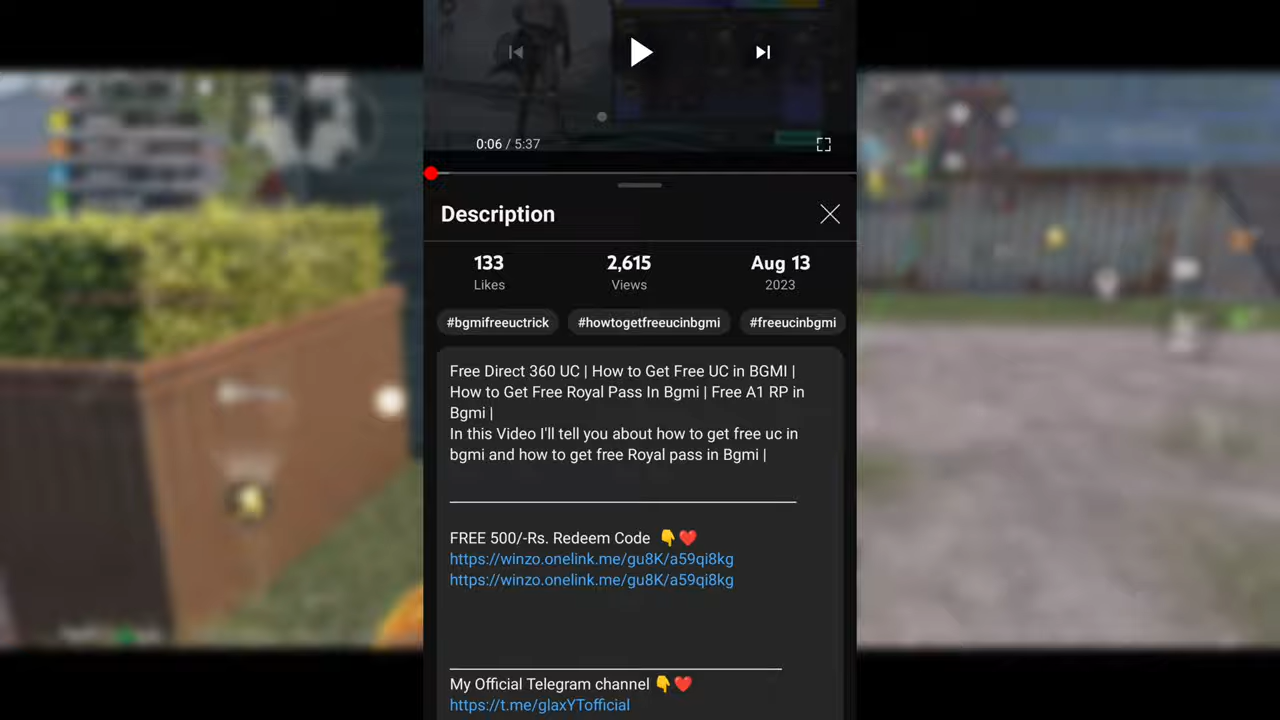 0:06 / 5:37
Description
133
2,615
Aug 13
Likes
Views
2023
#bgmifreeuctrick
#howtogetfreeucinbgmi
#freeucinbgmi
Free Direct 360 UC | How to Get Free UC in BGMI |
How to Get Free Royal Pass In Bgmi | Free A1 RP in
Bgmi |
In this Video I'll tell you about how to get free uc in
bgmi and how to get free Royal pass in Bgmi |
FREE 500/-Rs. Redeem Code 👇❤️
https://winzo.onelink.me/gu8K/a59qi8kg
https://winzo.onelink.me/gu8K/a59qi8kg
My Official Telegram channel 👇❤️
https://t.me/glaxYTofficial